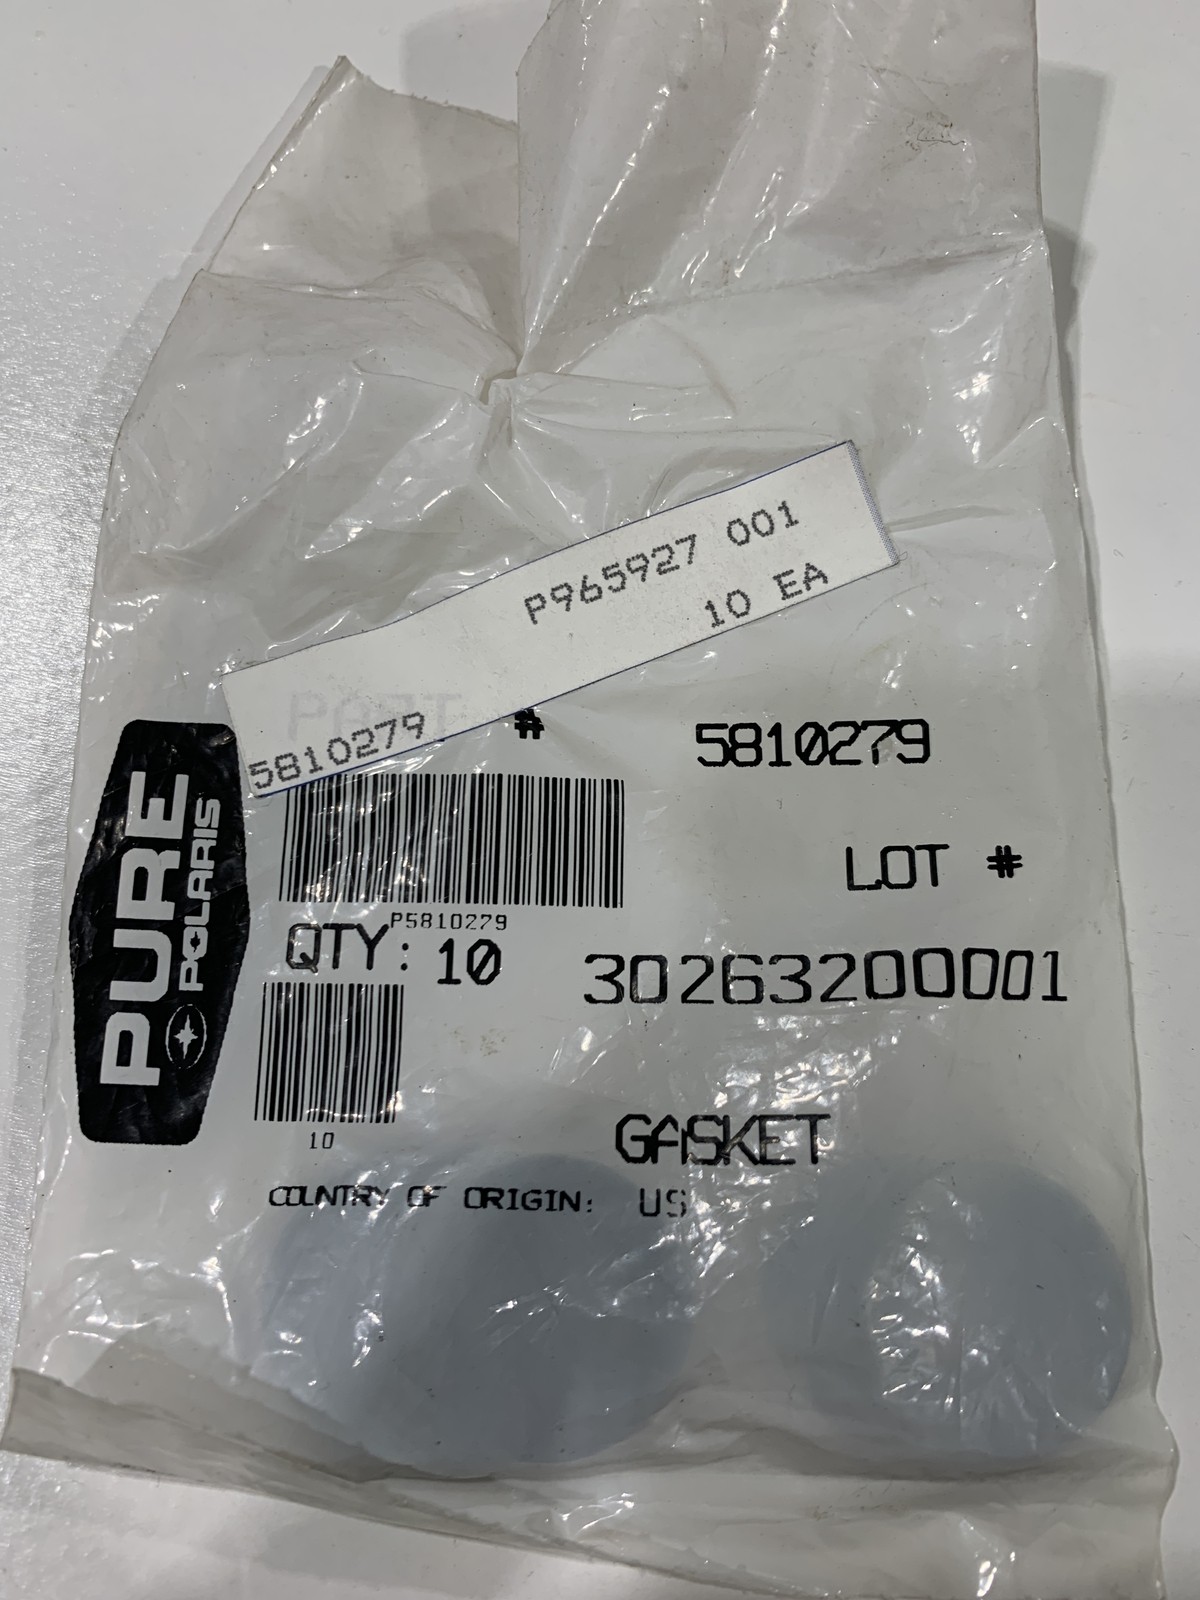 P965927 001
10 EA
5810279
PART #
5810279
LOT #
P5810279
QTY: 10
30263200001
10
GASKET
COUNTRY OF ORIGIN: US
PURE
POLARIS